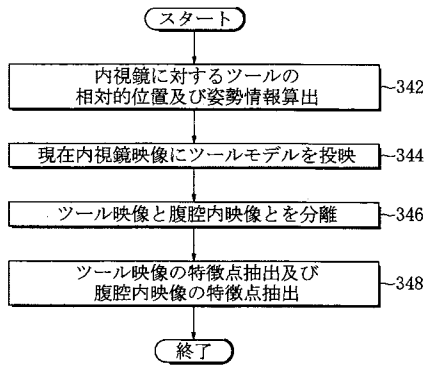 スタート
内視鏡に対するツールの
相対的位置及び姿勢情報算出
342
現在内視鏡映像にツールモデルを投映
344
ツール映像と腹腔内映像とを分離
346
ツール映像の特徴点抽出及び
腹腔内映像の特徴点抽出
348
終了